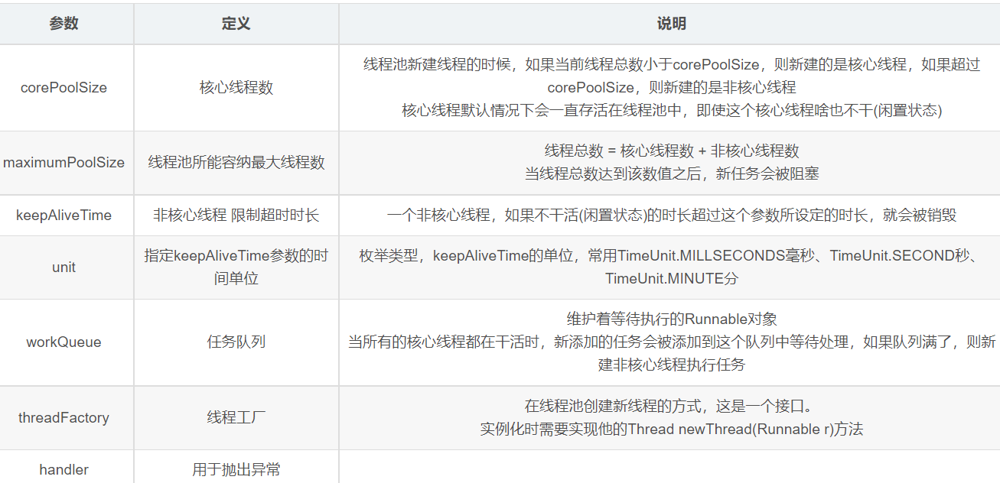 参数 定义 说明
corePoolSize 核心线程数 线程池新建线程的时候，如果当前线程总数小于corePoolSize，则新建的是核心线程，如果超过
corePoolSize，则新建的是非核心线程
核心线程默认情况下会一直存活在线程池中，即使这个核心线程啥也不干(闲置状态)
maximumPoolSize 线程池所能容纳最大线程数 线程总数 = 核心线程数 + 非核心线程数
当线程总数达到该数值之后，新任务会被阻塞
keepAliveTime 非核心线程 限制超时时长 一个非核心线程，如果不干活(闲置状态)的时长超过这个参数所设定的时长，就会被销毁
unit 指定keepAliveTime参数的时
间单位 枚举类型，keepAliveTime的单位，常用TimeUnit.MILLSECONDS毫秒、TimeUnit.SECOND秒、
TimeUnit.MINUTE分
workQueue 任务队列 维护着等待执行的Runnable对象
当所有的核心线程都在干活时，新添加的任务会被添加到这个队列中等待处理，如果队列满了，则新
建非核心线程执行任务
threadFactory 线程工厂 在线程池创建新线程的方式，这是一个接口。
实例化时需要实现他的Thread newThread(Runnable r)方法
handler 用于抛出异常